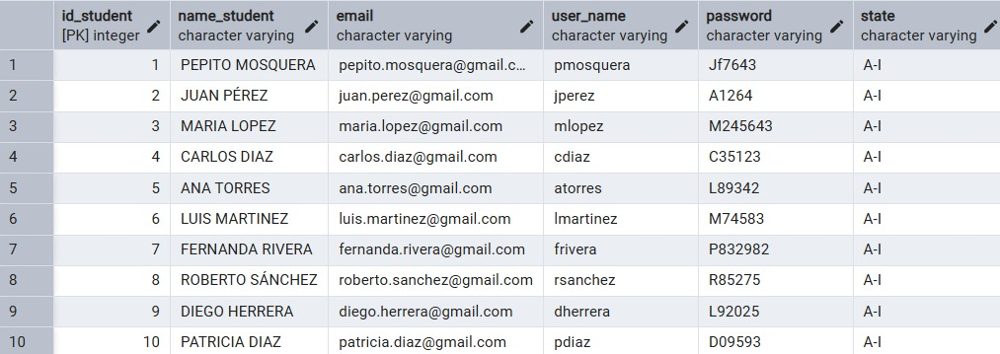 id_student name_student email user_name password state
[PK] integer character varying character varying character varying character varying character varying
1 1 PEPITO MOSQUERA pepito.mosquera@gmail.c... pmosquera Jf7643 A-I
2 2 JUAN PÉREZ juan.perez@gmail.com jperez A1264 A-I
3 3 MARIA LOPEZ maria.lopez@gmail.com mlopez M245643 A-I
4 4 CARLOS DIAZ carlos.diaz@gmail.com cdiaz C35123 A-I
5 5 ANA TORRES ana.torres@gmail.com atorres L89342 A-I
6 6 LUIS MARTINEZ luis.martinez@gmail.com lmartinez M74583 A-I
7 7 FERNANDA RIVERA fernanda.rivera@gmail.com frivera P832982 A-I
8 8 ROBERTO SÁNCHEZ roberto.sanchez@gmail.com rsanchez R85275 A-I
9 9 DIEGO HERRERA diego.herrera@gmail.com dherrera L92025 A-I
10 10 PATRICIA DIAZ patricia.diaz@gmail.com pdiaz D09593 A-I